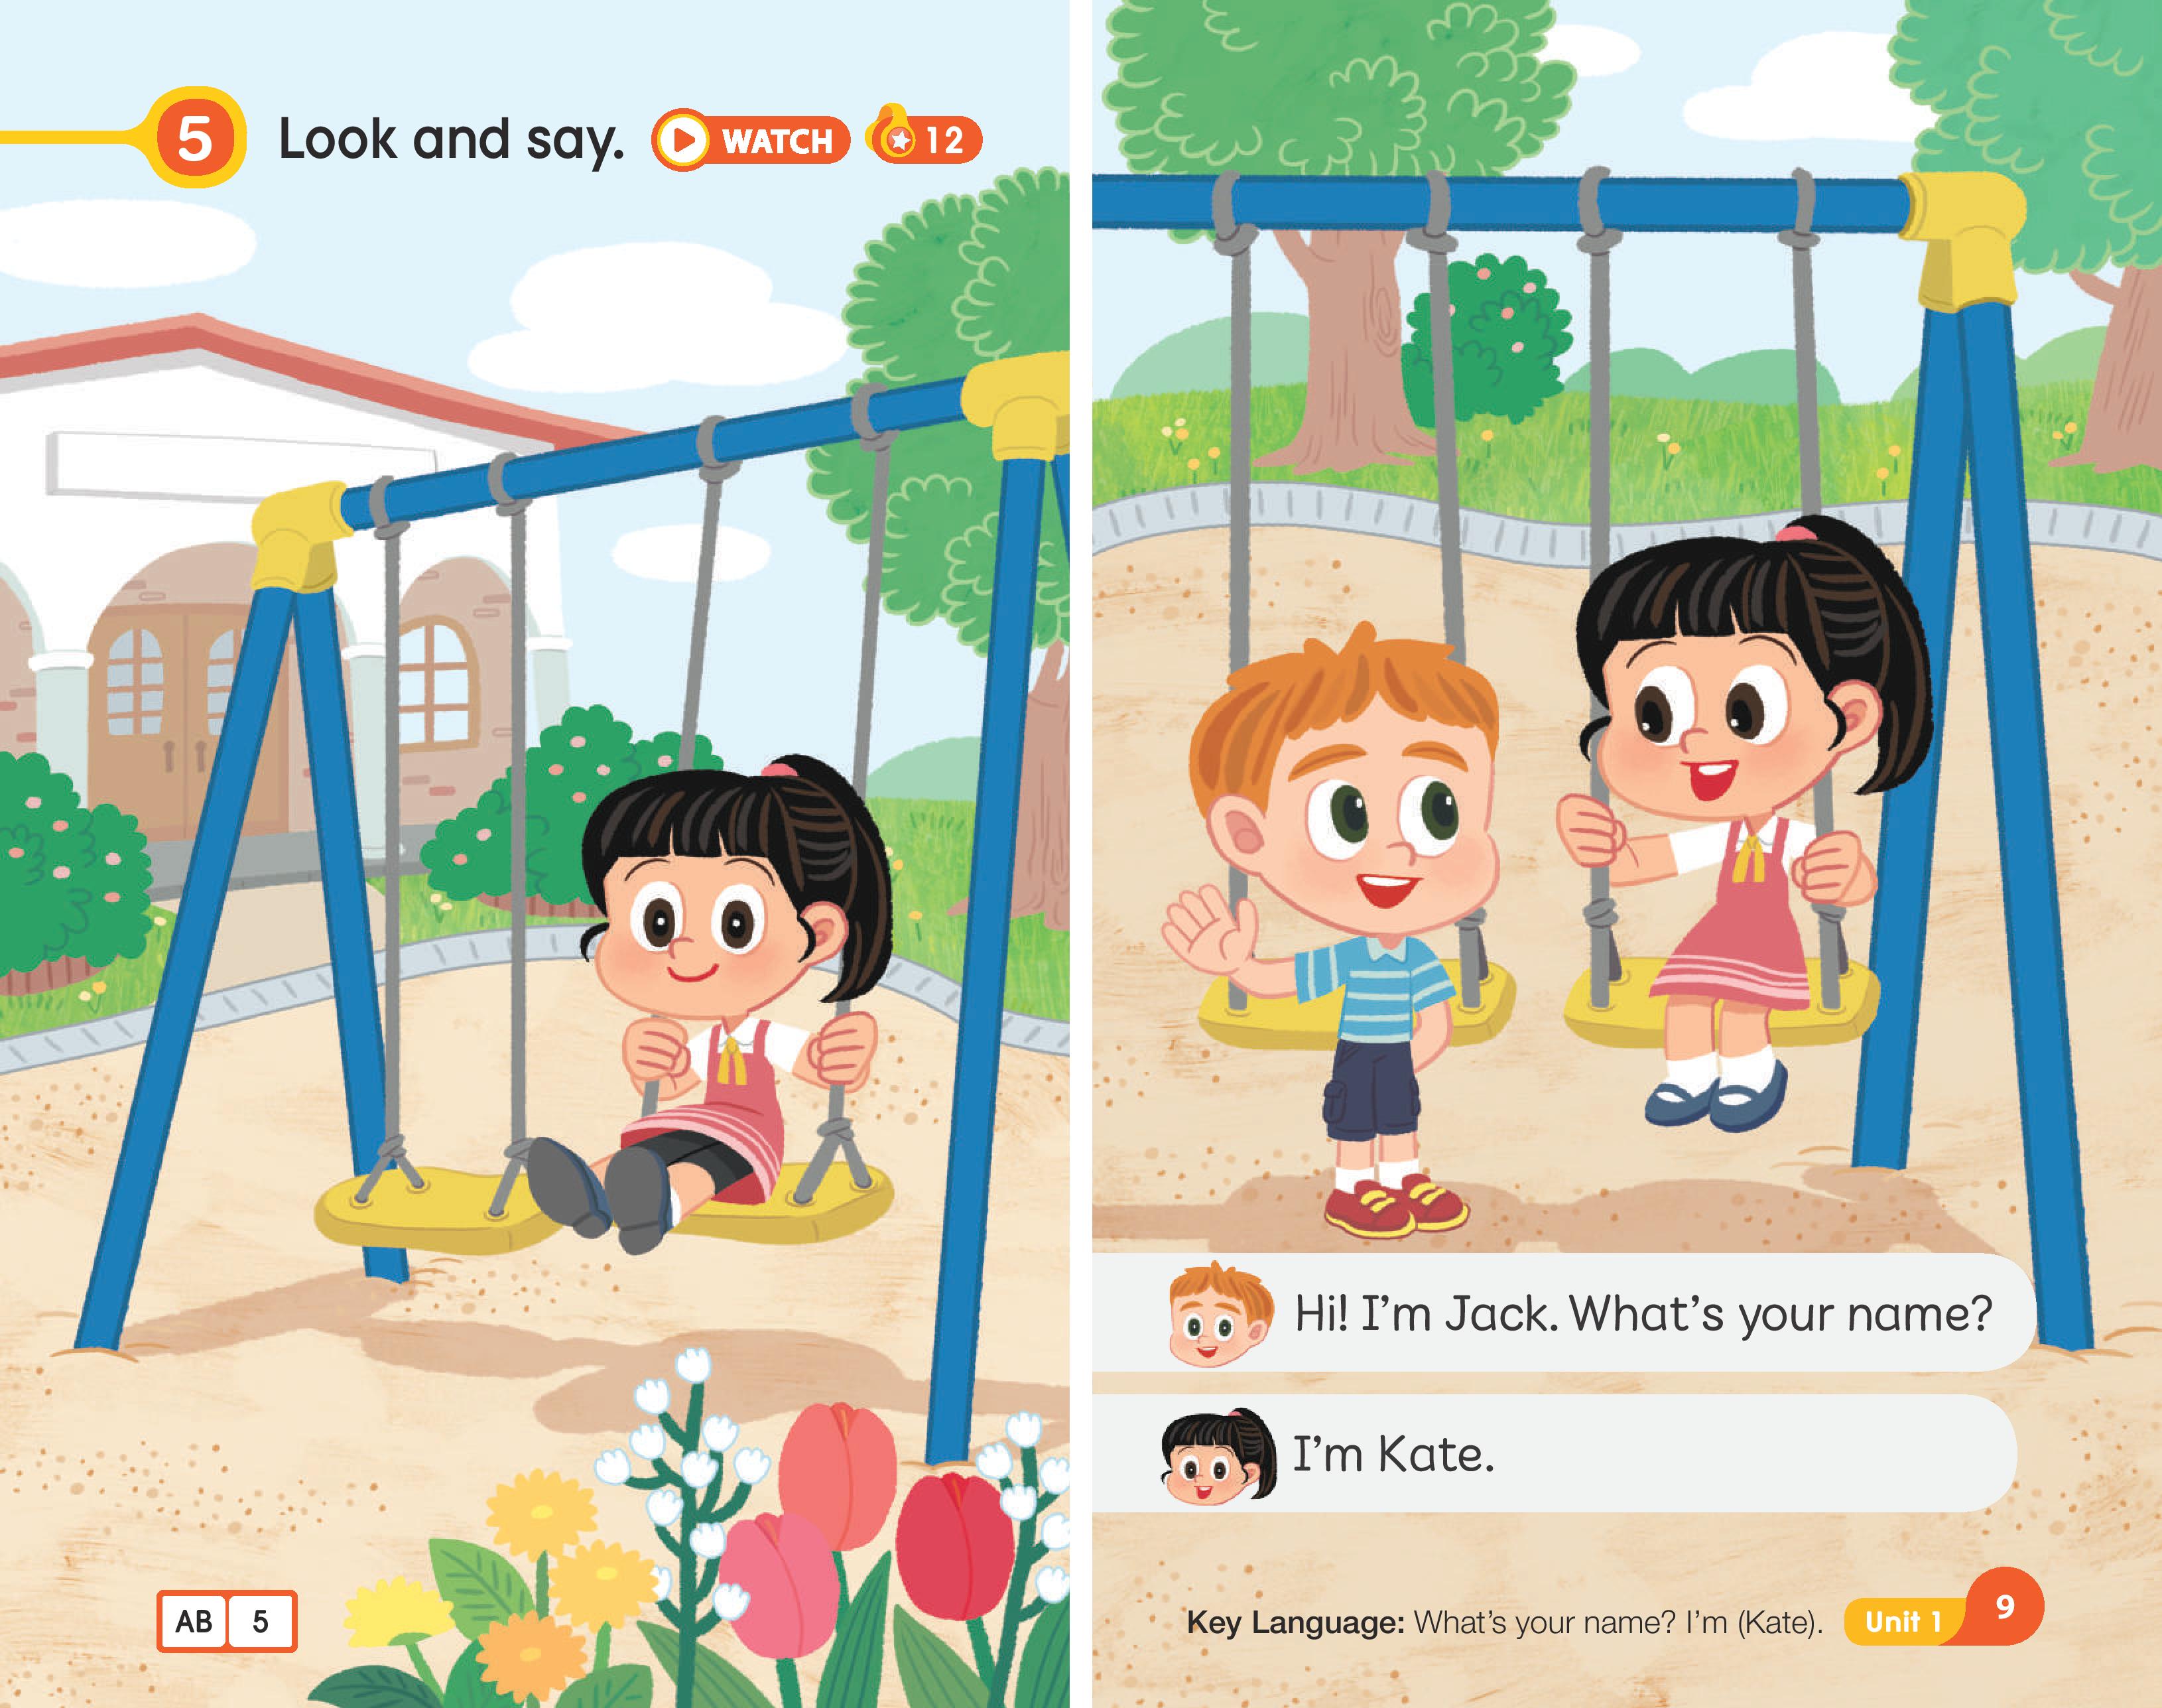 5 Look and say. WATCH 12
Hi! I'm Jack. What's your name?
I'm Kate.
AB 5
Key Language: What's your name? I'm (Kate). Unit 1 9